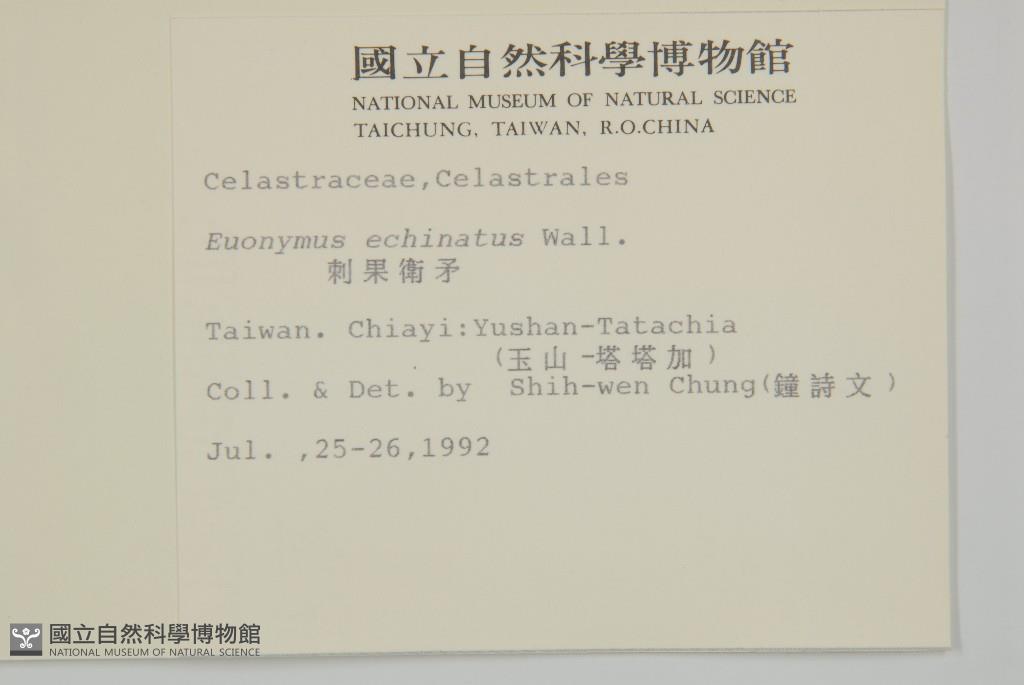 國立自然科學博物館
NATIONAL MUSEUM OF NATURAL SCIENCE
TAICHUNG, TAIWAN, R.O.CHINA
Celastraceae,Celastrales
Euonymus echinatus Wall.
刺果衛矛
Taiwan. Chiayi:Yushan-Tatachia
(玉山-塔塔加)
Coll. & Det. by Shih-wen Chung(鐘詩文)
Jul. ,25-26,1992
國立自然科學博物館
NATIONAL MUSEUM OF NATURAL SCIENCE